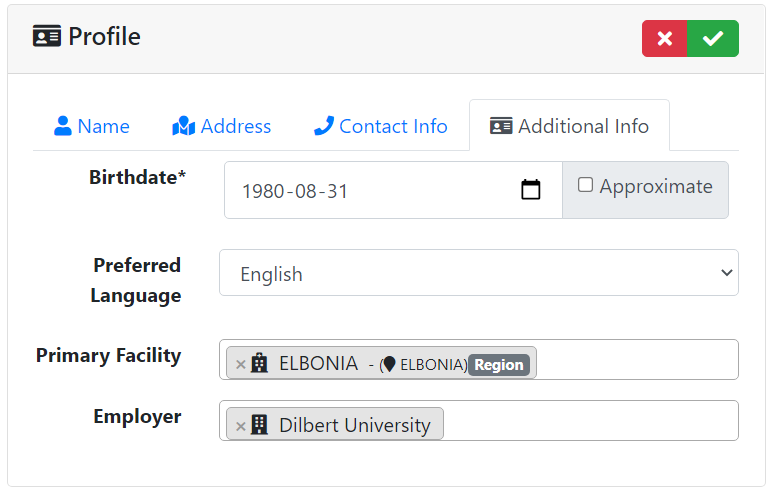 Profile
Name Address Contact Info Additional Info
Birthdate* 1980-08-31 Approximate
Preferred Language English
Primary Facility × ELBONIA - ( ELBONIA) Region
Employer × Dilbert University